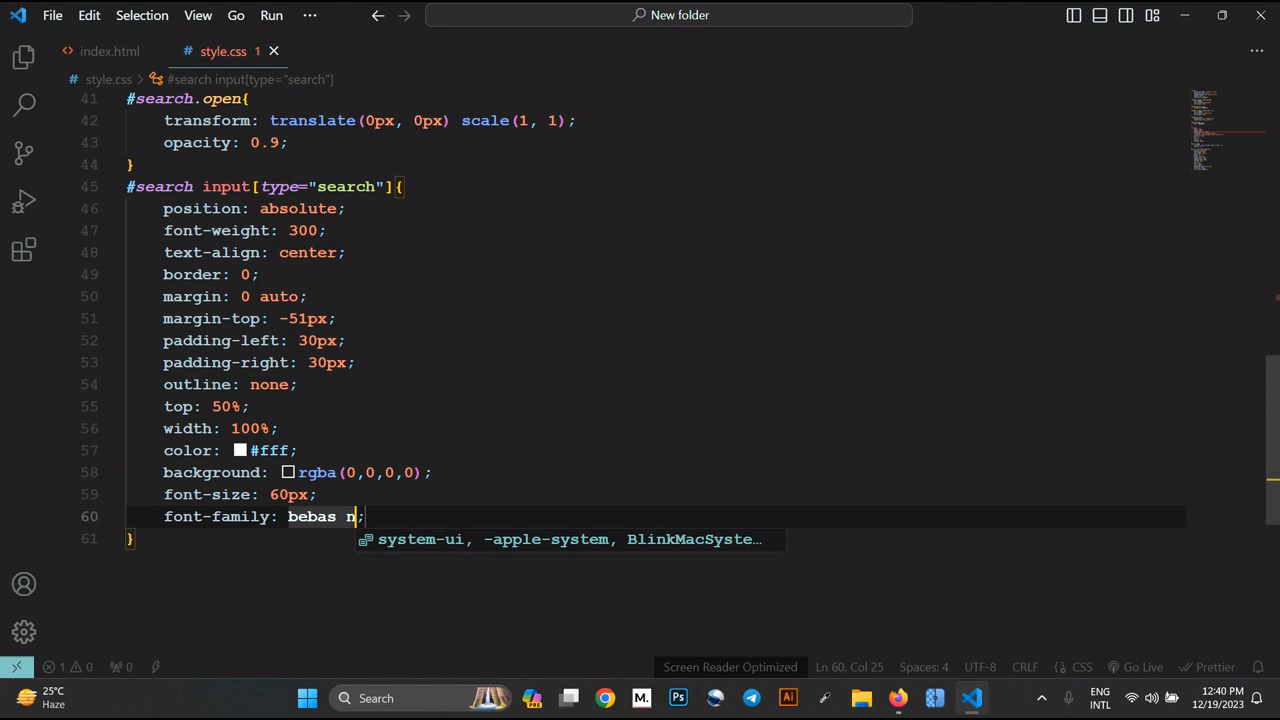 File Edit Selection View Go Run ··· New folder
index.html # style.css 1
# style.css > #search input[type="search"]
41 #search.open{
42 transform: translate(0px, 0px) scale(1, 1);
43 opacity: 0.9;
44 }
45 #search input[type="search"]{
46 position: absolute;
47 font-weight: 300;
48 text-align: center;
49 border: 0;
50 margin: 0 auto;
51 margin-top: -51px;
52 padding-left: 30px;
53 padding-right: 30px;
54 outline: none;
55 top: 50%;
56 width: 100%;
57 color: #fff;
58 background: rgba(0,0,0,0);
59 font-size: 60px;
60 font-family: bebas n;
system-ui, -apple-system, BlinkMacSyste…
61 }
1 0 0 Screen Reader Optimized Ln 60, Col 25 Spaces: 4 UTF-8 CRLF {} CSS Go Live Prettier
25°C
Haze
Search
PRE
M.
Ps
Ai
ENG
INTL
12:40 PM
12/19/2023